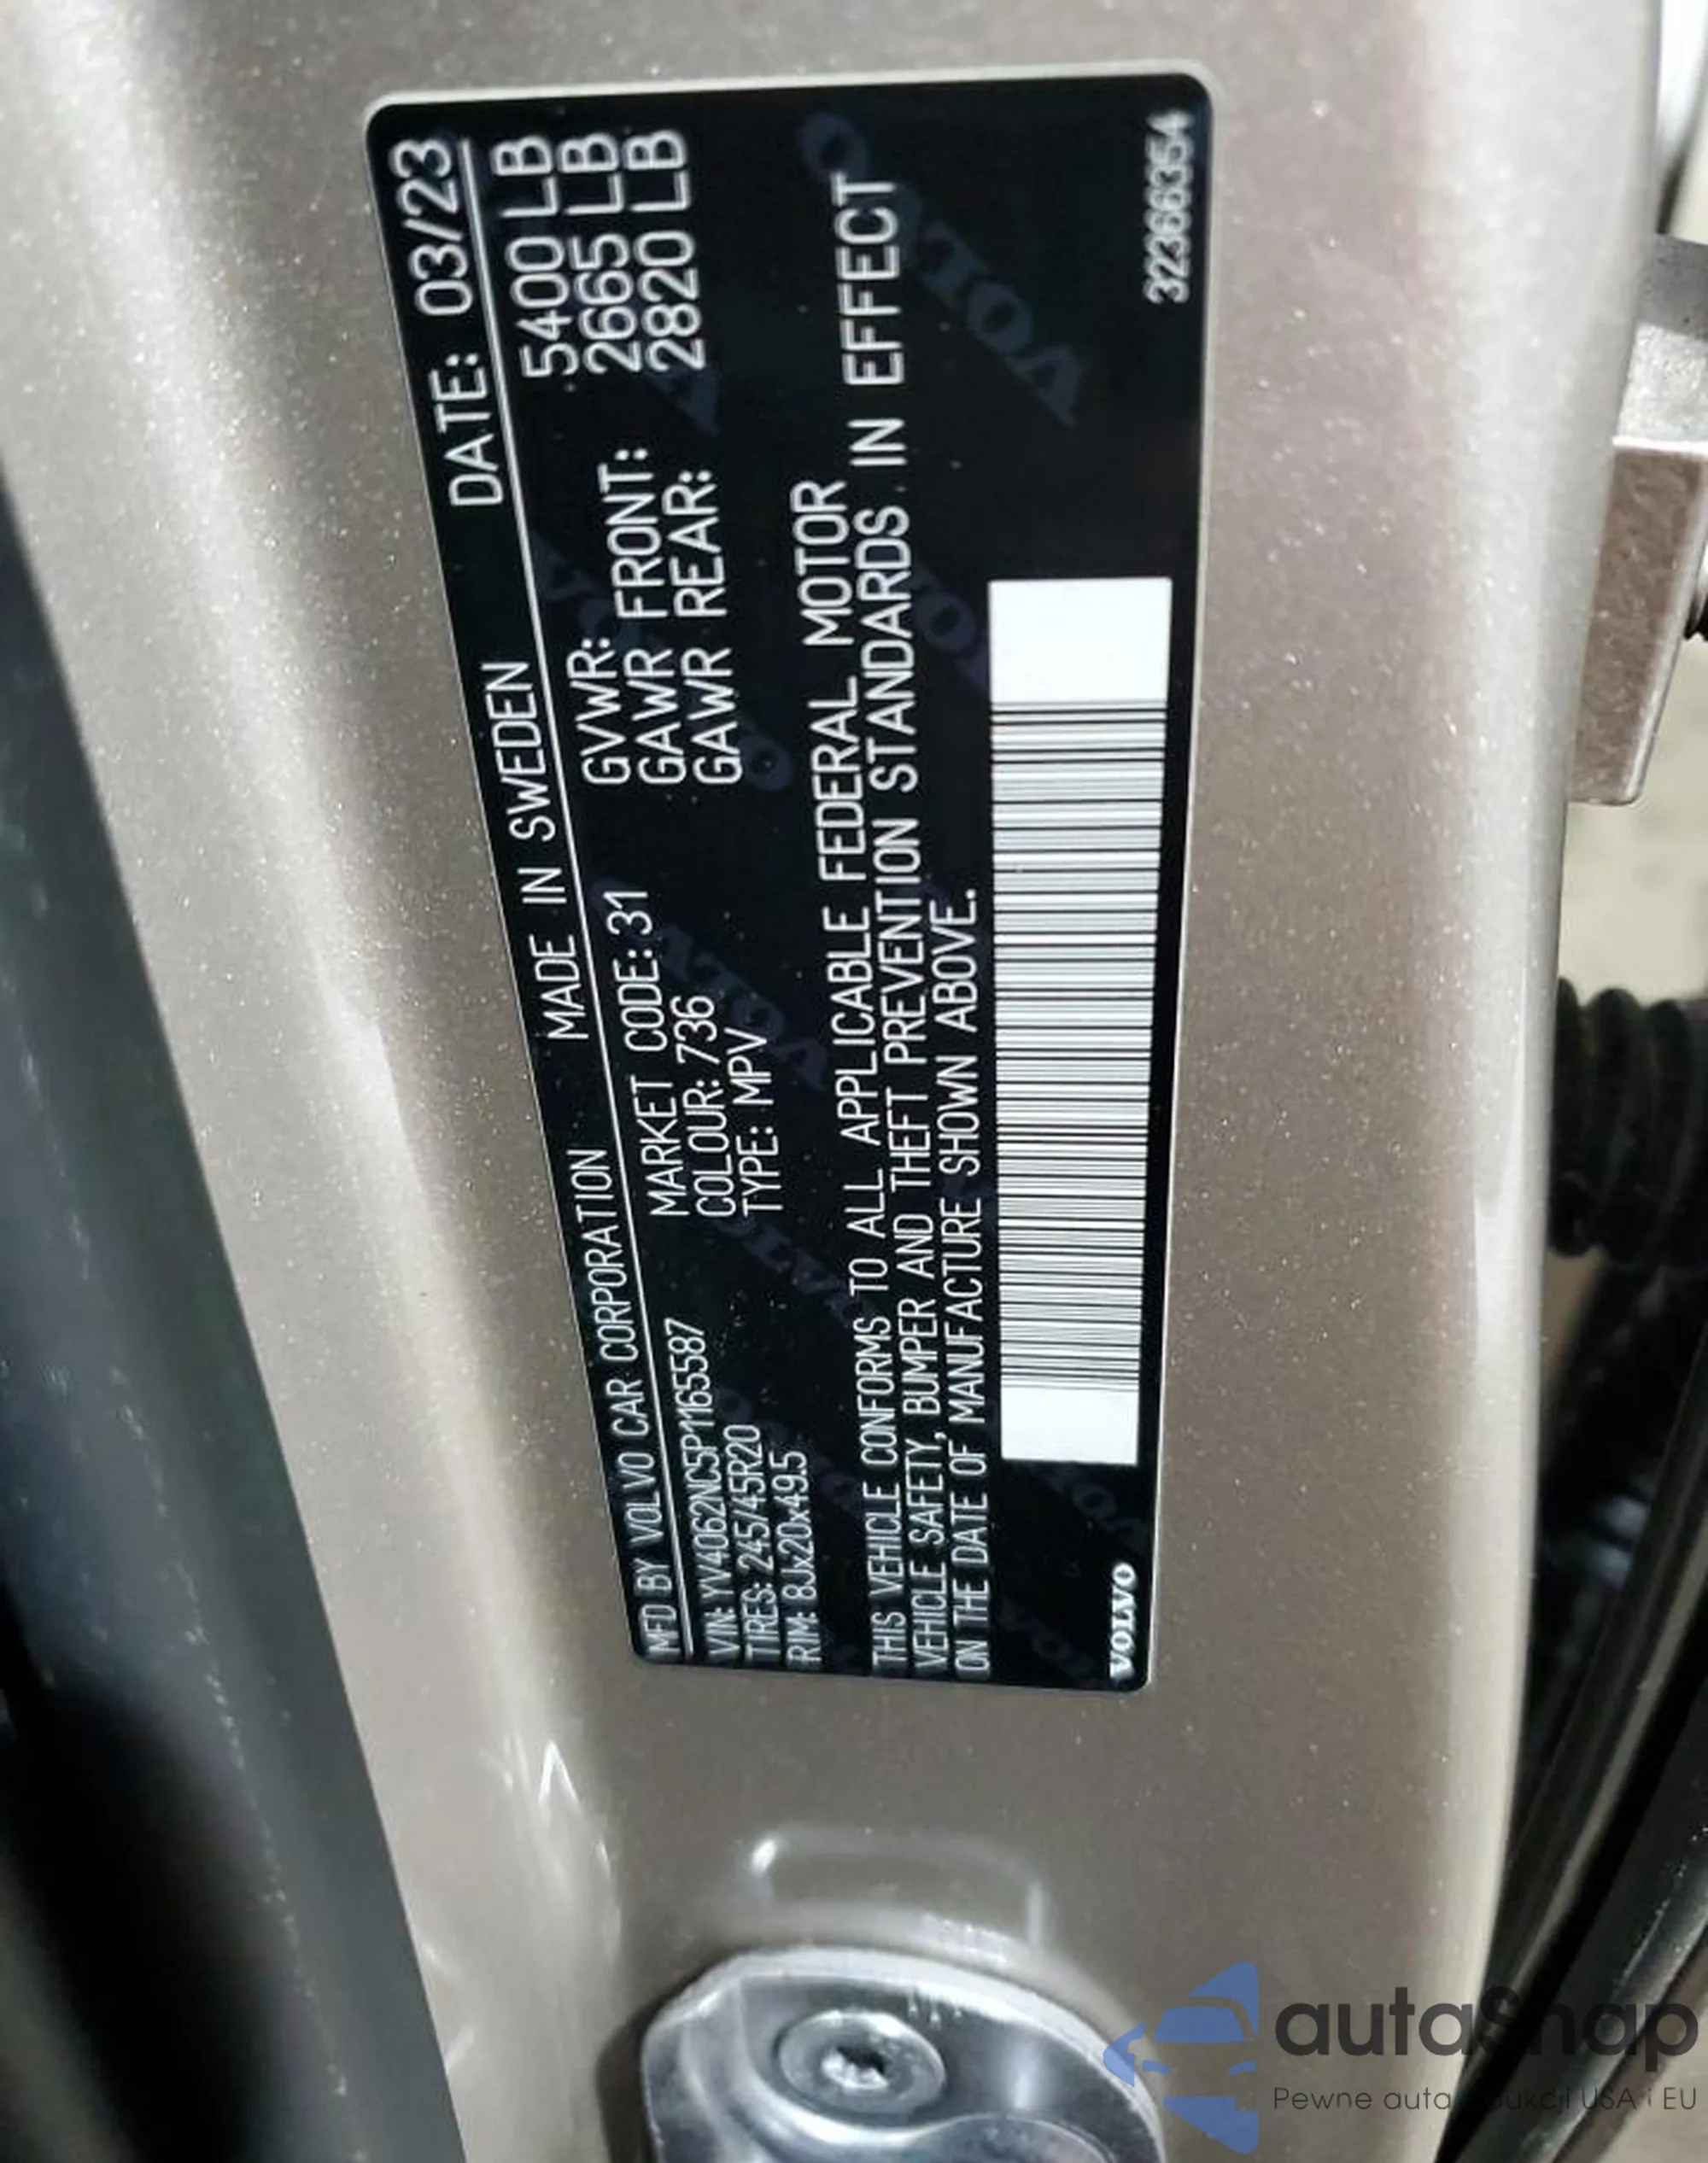 MFD BY VOLVO CAR CORPORATION MADE IN SWEDEN DATE: 03/23
VIN: YV4062NC5P1165587 MARKET CODE: 31 GVWR: 5400 LB
TIRES: 245/45R20 COLOUR: 736 GAWR FRONT: 2665 LB
RIM: 8Jx20x49.5 TYPE: MPV GAWR REAR: 2820 LB
THIS VEHICLE CONFORMS TO ALL APPLICABLE FEDERAL MOTOR
VEHICLE SAFETY, BUMPER AND THEFT PREVENTION STANDARDS IN EFFECT
ON THE DATE OF MANUFACTURE SHOWN ABOVE.
VOLVO 32366354
autaSnap
Pewne auta USA i EU